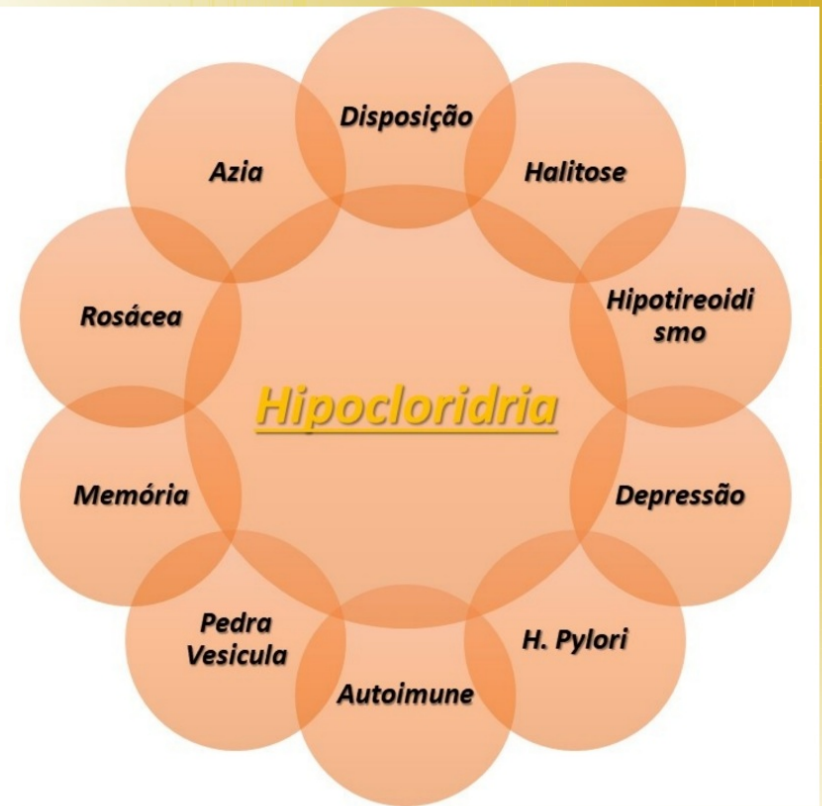 Disposição
Azia
Halitose
Rosácea
Hipotireoidi
smo
Hipocloridria
Memória
Depressão
Pedra
Vesicula
H. Pylori
Autoimune